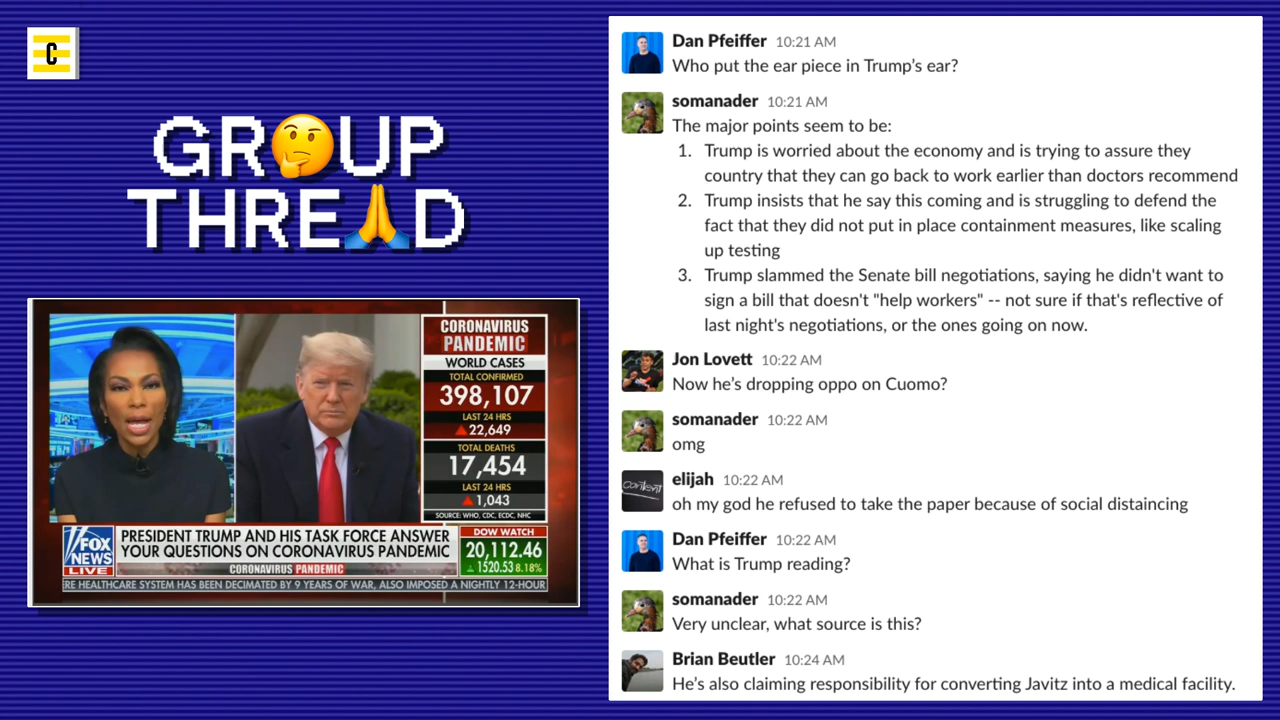 C
GR🤔UP
THRE🙏D
CORONAVIRUS
PANDEMIC
WORLD CASES
TOTAL CONFIRMED
398,107
LAST 24 HRS
▲22,649
TOTAL DEATHS
17,454
LAST 24 HRS
▲1,043
SOURCE: WHO, CDC, ECDC, NHC
FOX
NEWS
LIVE
PRESIDENT TRUMP AND HIS TASK FORCE ANSWER
YOUR QUESTIONS ON CORONAVIRUS PANDEMIC
CORONAVIRUS PANDEMIC
DOW WATCH
20,112.46
▲ 1520.53 8.18%
RE HEALTHCARE SYSTEM HAS BEEN DECIMATED BY 9 YEARS OF WAR, ALSO IMPOSED A NIGHTLY 12-HOUR
Dan Pfeiffer 10:21 AM
Who put the ear piece in Trump's ear?
somanader 10:21 AM
The major points seem to be:
1. Trump is worried about the economy and is trying to assure they
country that they can go back to work earlier than doctors recommend
2. Trump insists that he say this coming and is struggling to defend the
fact that they did not put in place containment measures, like scaling
up testing
3. Trump slammed the Senate bill negotiations, saying he didn't want to
sign a bill that doesn't "help workers" -- not sure if that's reflective of
last night's negotiations, or the ones going on now.
Jon Lovett 10:22 AM
Now he's dropping oppo on Cuomo?
somanader 10:22 AM
omg
content
elijah 10:22 AM
oh my god he refused to take the paper because of social distaincing
Dan Pfeiffer 10:22 AM
What is Trump reading?
somanader 10:22 AM
Very unclear, what source is this?
Brian Beutler 10:24 AM
He's also claiming responsibility for converting Javitz into a medical facility.